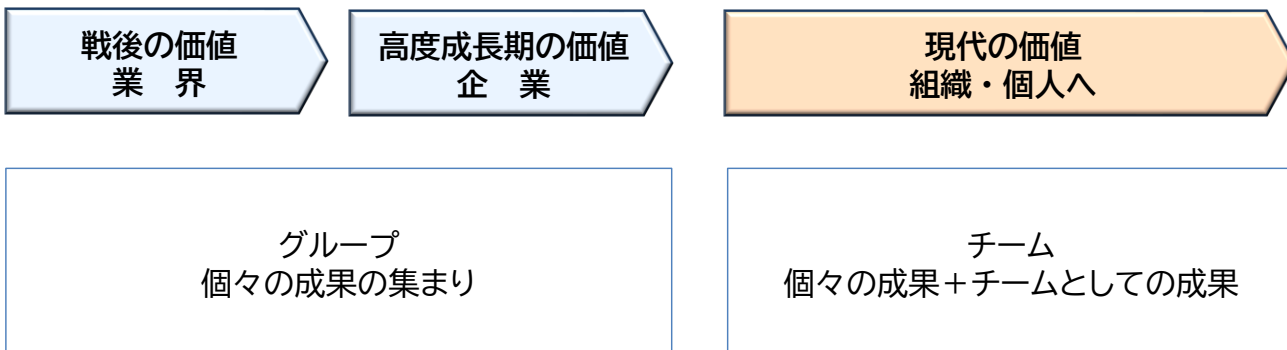 戦後の価値
業　界
高度成長期の価値
企　業
現代の価値
組織・個人へ
グループ
個々の成果の集まり
チーム
個々の成果＋チームとしての成果